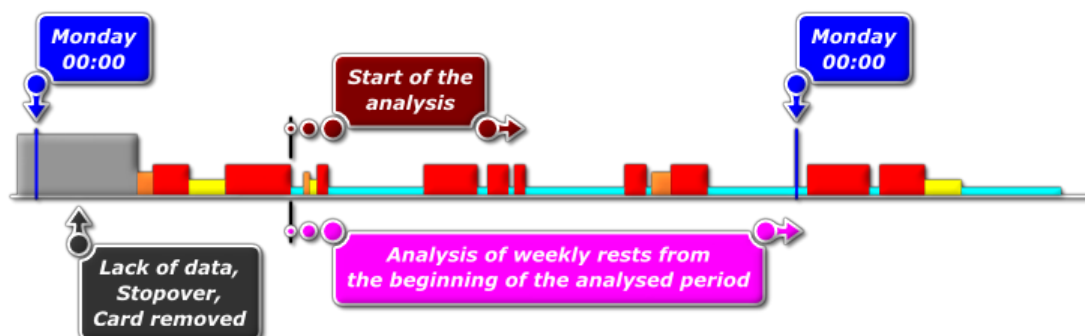 Monday
00:00
Monday
00:00
Start of the
analysis
Lack of data,
Stopover,
Card removed
Analysis of weekly rests from
the beginning of the analysed period